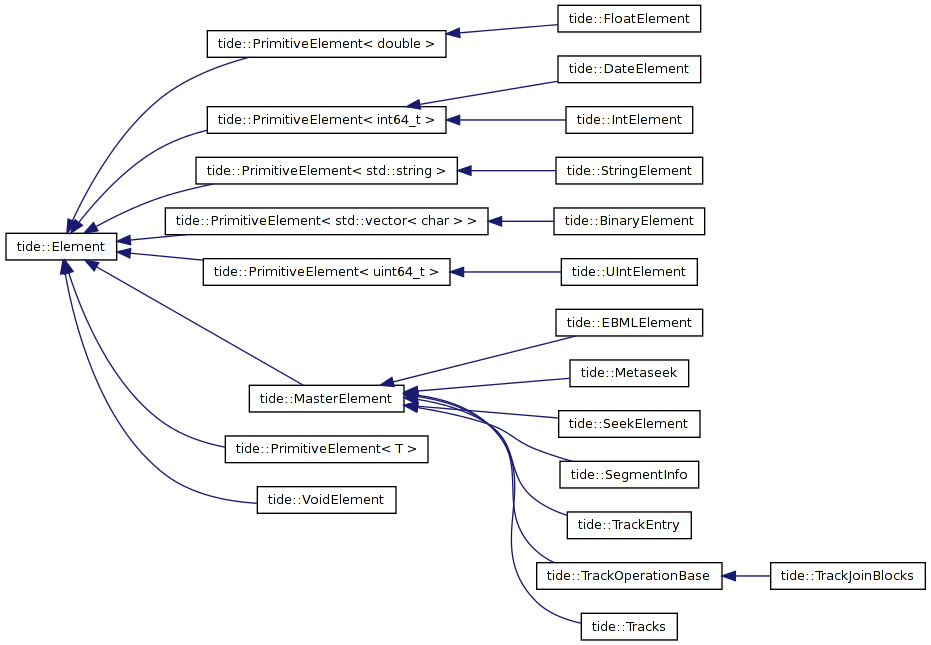 tide::FloatElement
tide::PrimitiveElement< double >
tide::DateElement
tide::PrimitiveElement< int64_t >
tide::IntElement
tide::PrimitiveElement< std::string >
tide::StringElement
tide::PrimitiveElement< std::vector< char > >
tide::BinaryElement
tide::Element
tide::PrimitiveElement< uint64_t >
tide::UIntElement
tide::EBMLElement
tide::Metaseek
tide::MasterElement
tide::SeekElement
tide::PrimitiveElement< T >
tide::SegmentInfo
tide::VoidElement
tide::TrackEntry
tide::TrackOperationBase
tide::TrackJoinBlocks
tide::Tracks